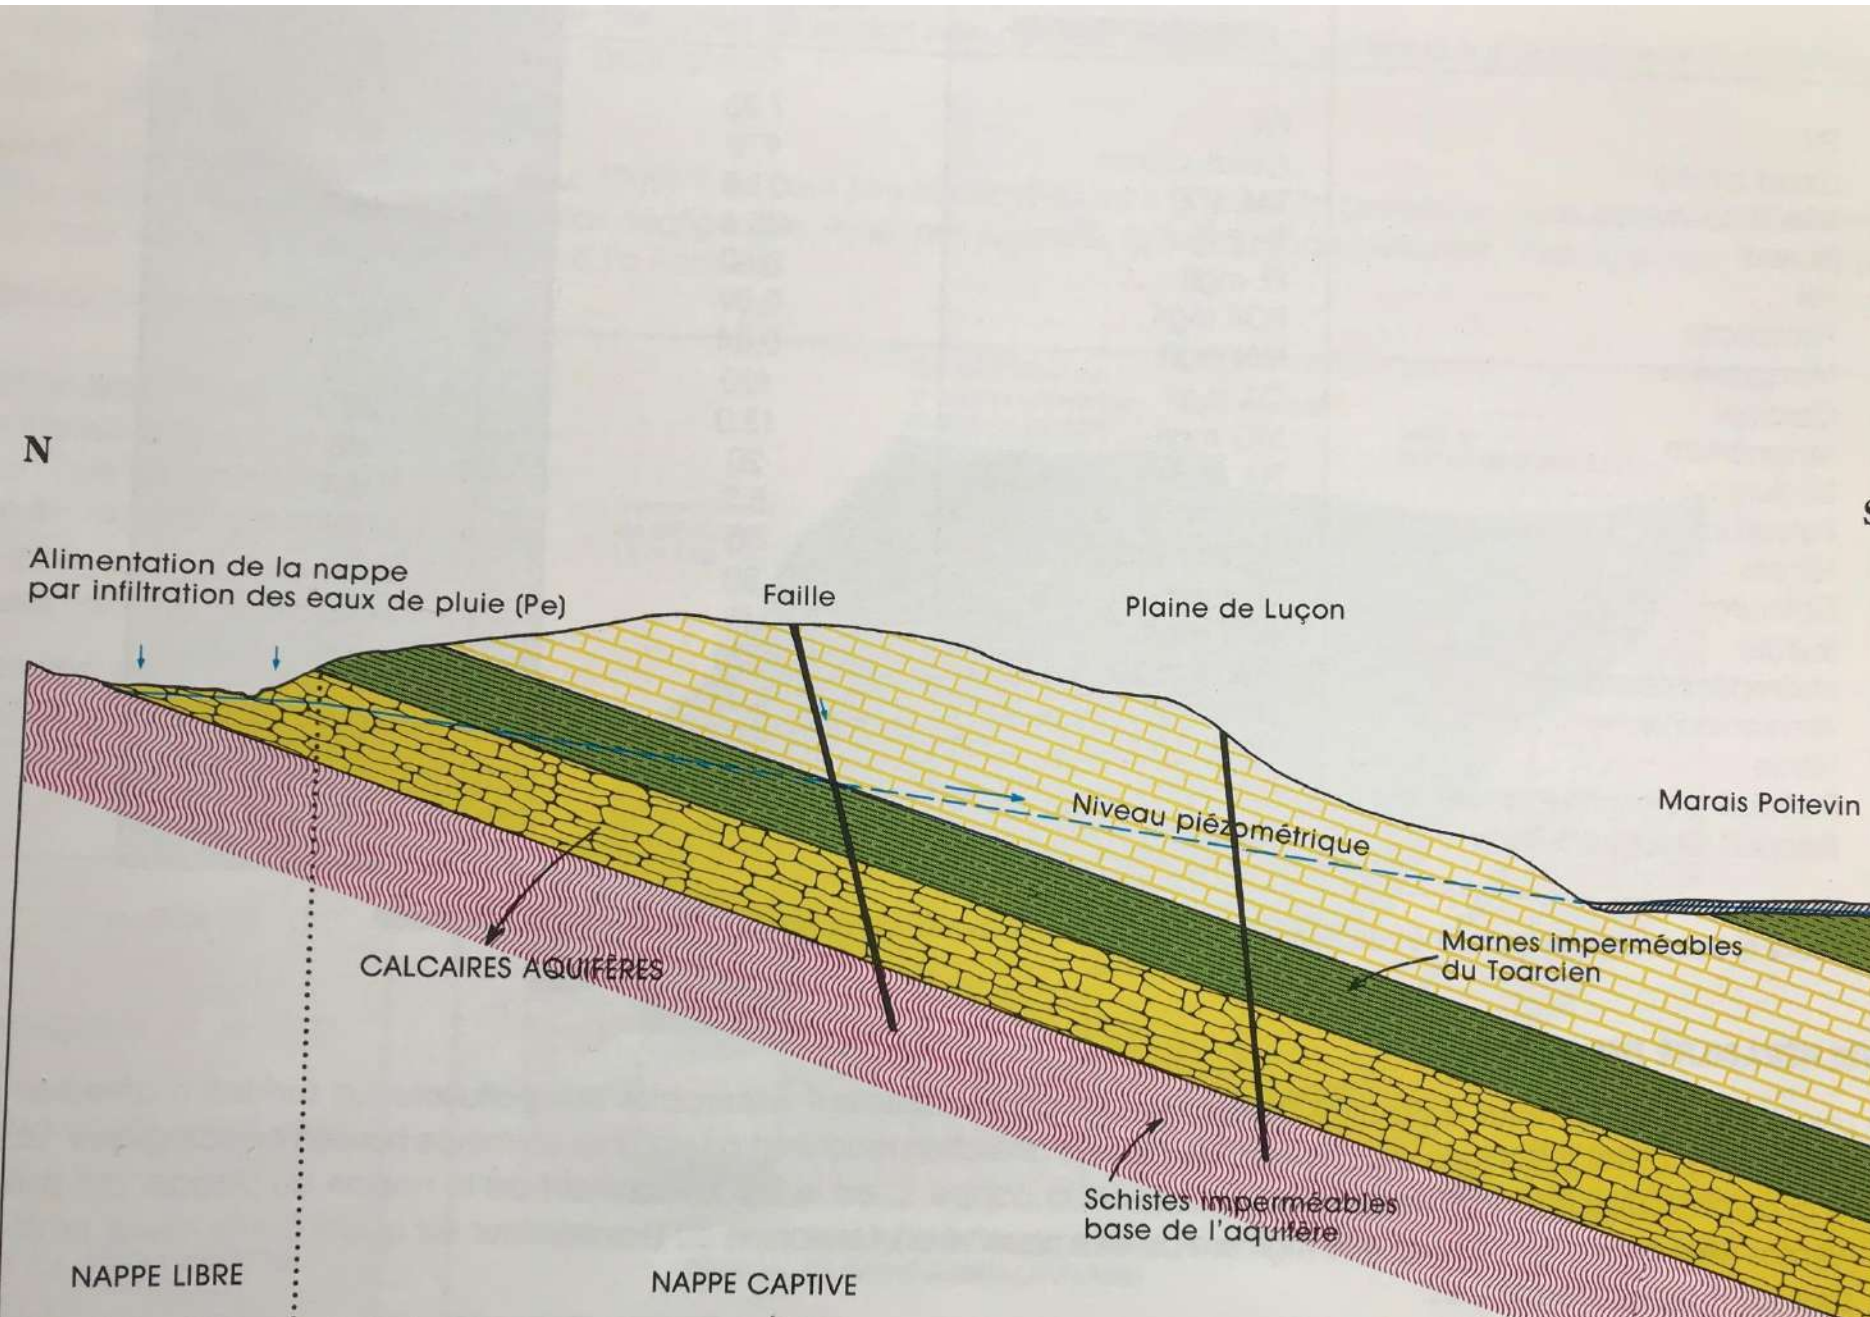 N
S
Alimentation de la nappe
par infiltration des eaux de pluie (Pe)
Faille
Plaine de Luçon
Marais Poitevin
Niveau piézométrique
CALCAIRES AQUIFÈRES
Marnes imperméables
du Toarcien
Schistes imperméables
base de l'aquifère
NAPPE LIBRE
NAPPE CAPTIVE